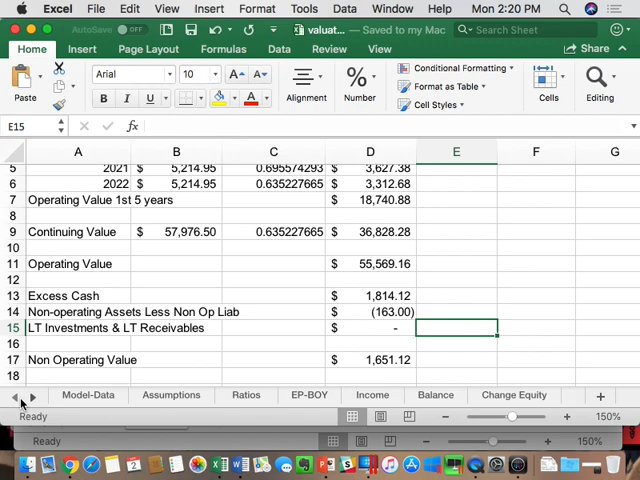 Excel File Edit View Insert Format Tools Data Window Help Mon 2:20 PM
AutoSave OFF valuat... — Saved to my Mac Search Sheet
Home Insert Page Layout Formulas Data Review View Share
Paste Arial 10 A A Alignment % Number Conditional Formatting Format as Table Cell Styles Cells Editing
B I U A
E15 fx
A B C D E F G
5 2021 $ 5,214.95 0.695574293 $ 3,627.38
6 2022 $ 5,214.95 0.635227665 $ 3,312.68
7 Operating Value 1st 5 years $ 18,740.88
8
9 Continuing Value $ 57,976.50 0.635227665 $ 36,828.28
10
11 Operating Value $ 55,569.16
12
13 Excess Cash $ 1,814.12
14 Non-operating Assets Less Non Op Liab $ (163.00)
15 LT Investments & LT Receivables $ -
16
17 Non Operating Value $ 1,651.12
18
Model-Data Assumptions Ratios EP-BOY Income Balance Change Equity +
Ready - + 150%
Ready - + 150%